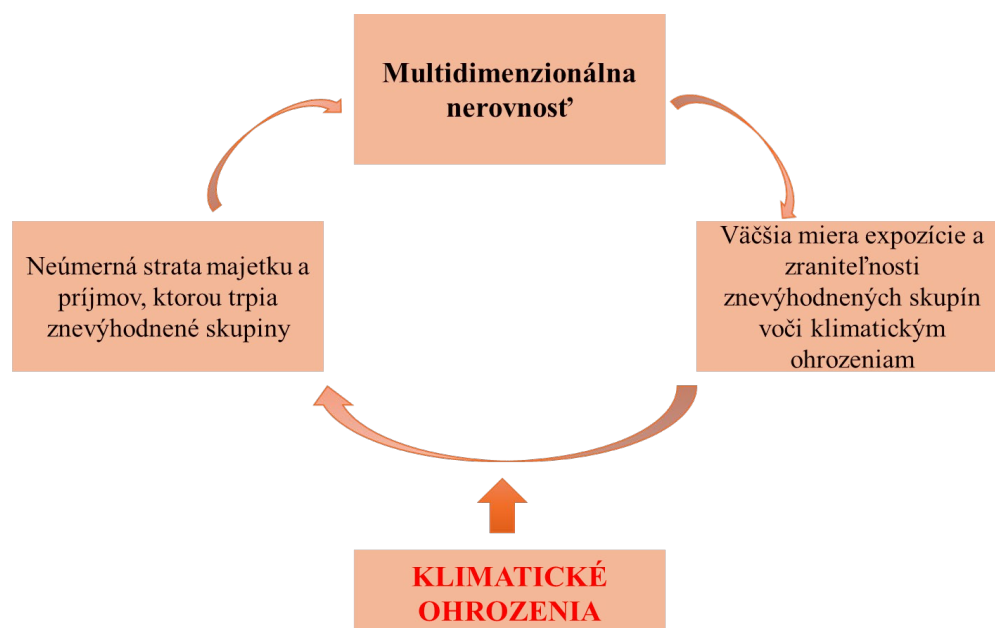 Multidimenzionálna
nerovnosť
Neúmerná strata majetku a
príjmov, ktorou trpia
znevýhodnené skupiny
Väčšia miera expozície a
zraniteľnosti
znevýhodnených skupín
voči klimatickým
ohrozeniam
KLIMATICKÉ
OHROZENIA